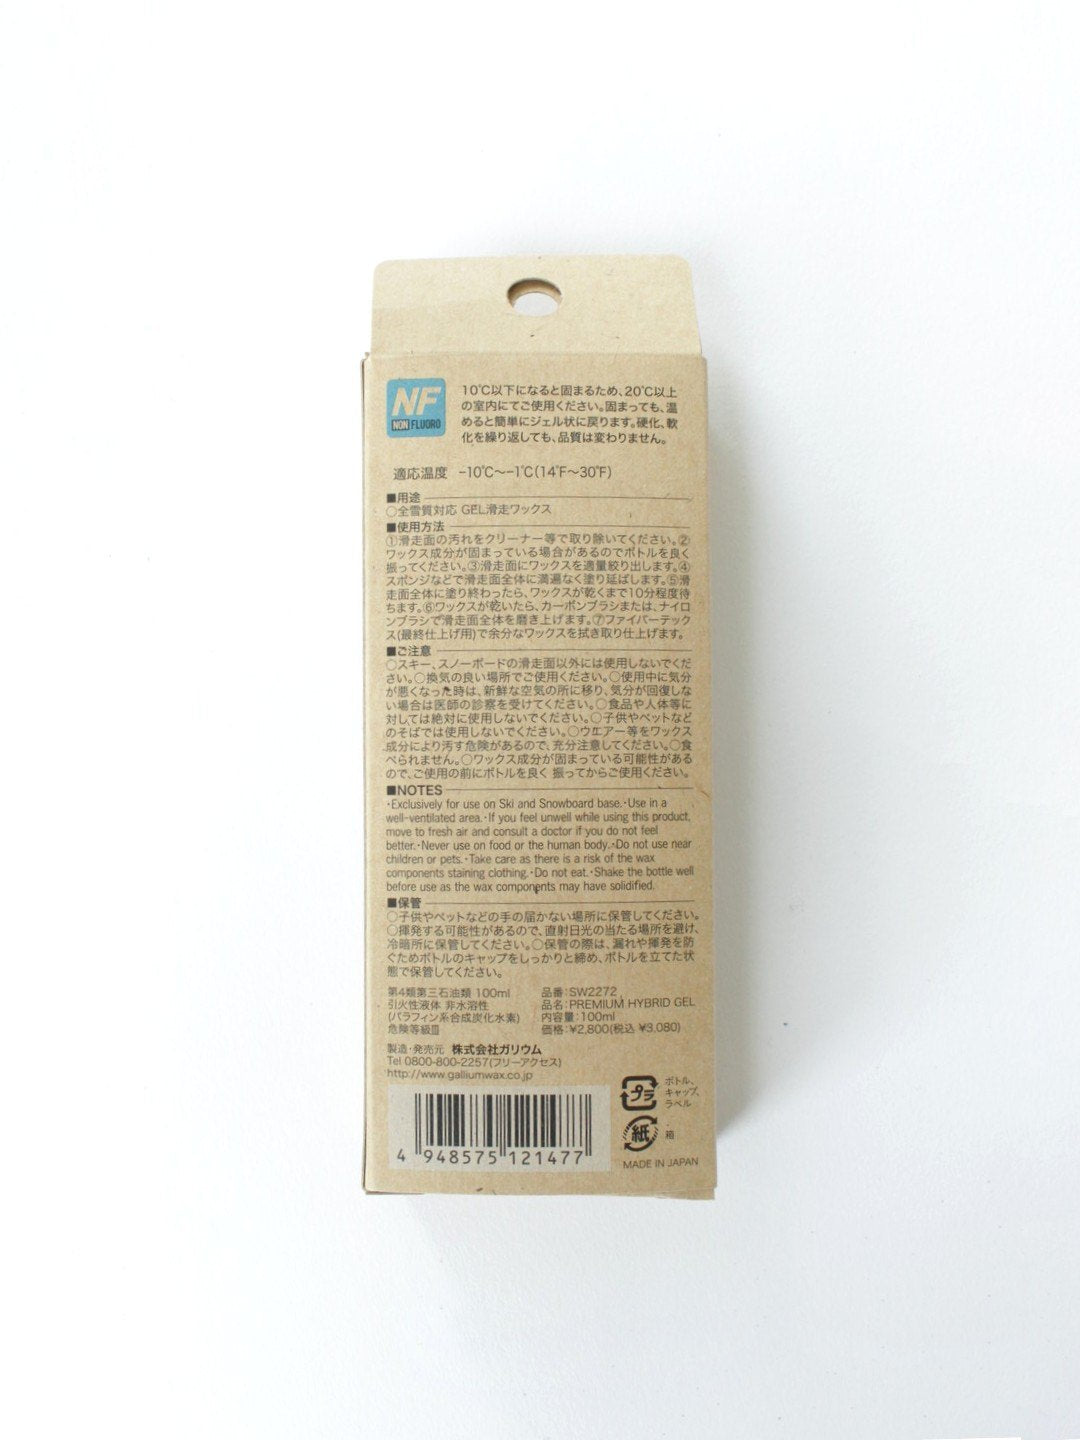 NF
NON FLUORO
10℃以下になると固まるため、20℃以上
の室内にてご使用ください。固まっても、温
めると簡単にジェル状に戻ります。硬化、軟
化を繰り返しても、品質は変わりません。
適応温度 −10℃〜−1℃(14℉〜30℉)
■用途
○全雪質対応 GEL滑走ワックス
■使用方法
①滑走面の汚れをクリーナー等で取り除いてください。②
ワックス成分が固まっている場合があるのでボトルを良く
振ってください。③滑走面にワックスを適量絞り出します。④
スポンジなどで滑走面全体に満遍なく塗り延ばします。⑤滑
走面全体に塗り終わったら、ワックスが乾くまで10分程度待
ちます。⑥ワックスが乾いたら、カーボンブラシまたは、ナイロ
ンブラシで滑走面全体を磨き上げます。⑦ファイバーテック
ス(最終仕上げ用)で余分なワックスを拭き取り仕上げます。
■ご注意
○スキー、スノーボードの滑走面以外には使用しないでくだ
さい。○換気の良い場所でご使用ください。○使用中に気分
が悪くなった時は、新鮮な空気の所に移り、気分が回復しな
い場合は医師の診察を受けてください。○食品や人体等に
対しては絶対に使用しないでください。○子供やペットなど
のそばでは使用しないでください。○ウエアー等をワックス
成分により汚す危険があるので、充分注意してください。○食
べられません。○ワックス成分が固まっている可能性がある
ので、ご使用の前にボトルを良く 振ってからご使用ください。
■NOTES
・Exclusively for use on Ski and Snowboard base.・Use in a
well-ventilated area.・If you feel unwell while using this product,
move to fresh air and consult a doctor if you do not feel
better.・Never use on food or the human body.・Do not use near
children or pets.・Take care as there is a risk of the wax
components staining clothing.・Do not eat.・Shake the bottle well
before use as the wax components may have solidified.
■保管
○子供やペットなどの手の届かない場所に保管してください。
○揮発する可能性があるので、直射日光の当たる場所を避け、
冷暗所に保管してください。○保管の際は、漏れや揮発を防
ぐためボトルのキャップをしっかりと締め、ボトルを立てた状
態で保管してください。
第4類第三石油類 100ml
引火性液体 非水溶性
(パラフィン系合成炭化水素)
危険等級Ⅲ
品番：SW2272
品名：PREMIUM HYBRID GEL
内容量：100ml
価格：¥2,800(税込 ¥3,080)
製造・発売元 株式会社ガリウム
Tel 0800-800-2257(フリーアクセス)
http://www.galliumwax.co.jp
プラ
ボトル、
キャップ、
ラベル
紙
箱
4 948575 121477
MADE IN JAPAN